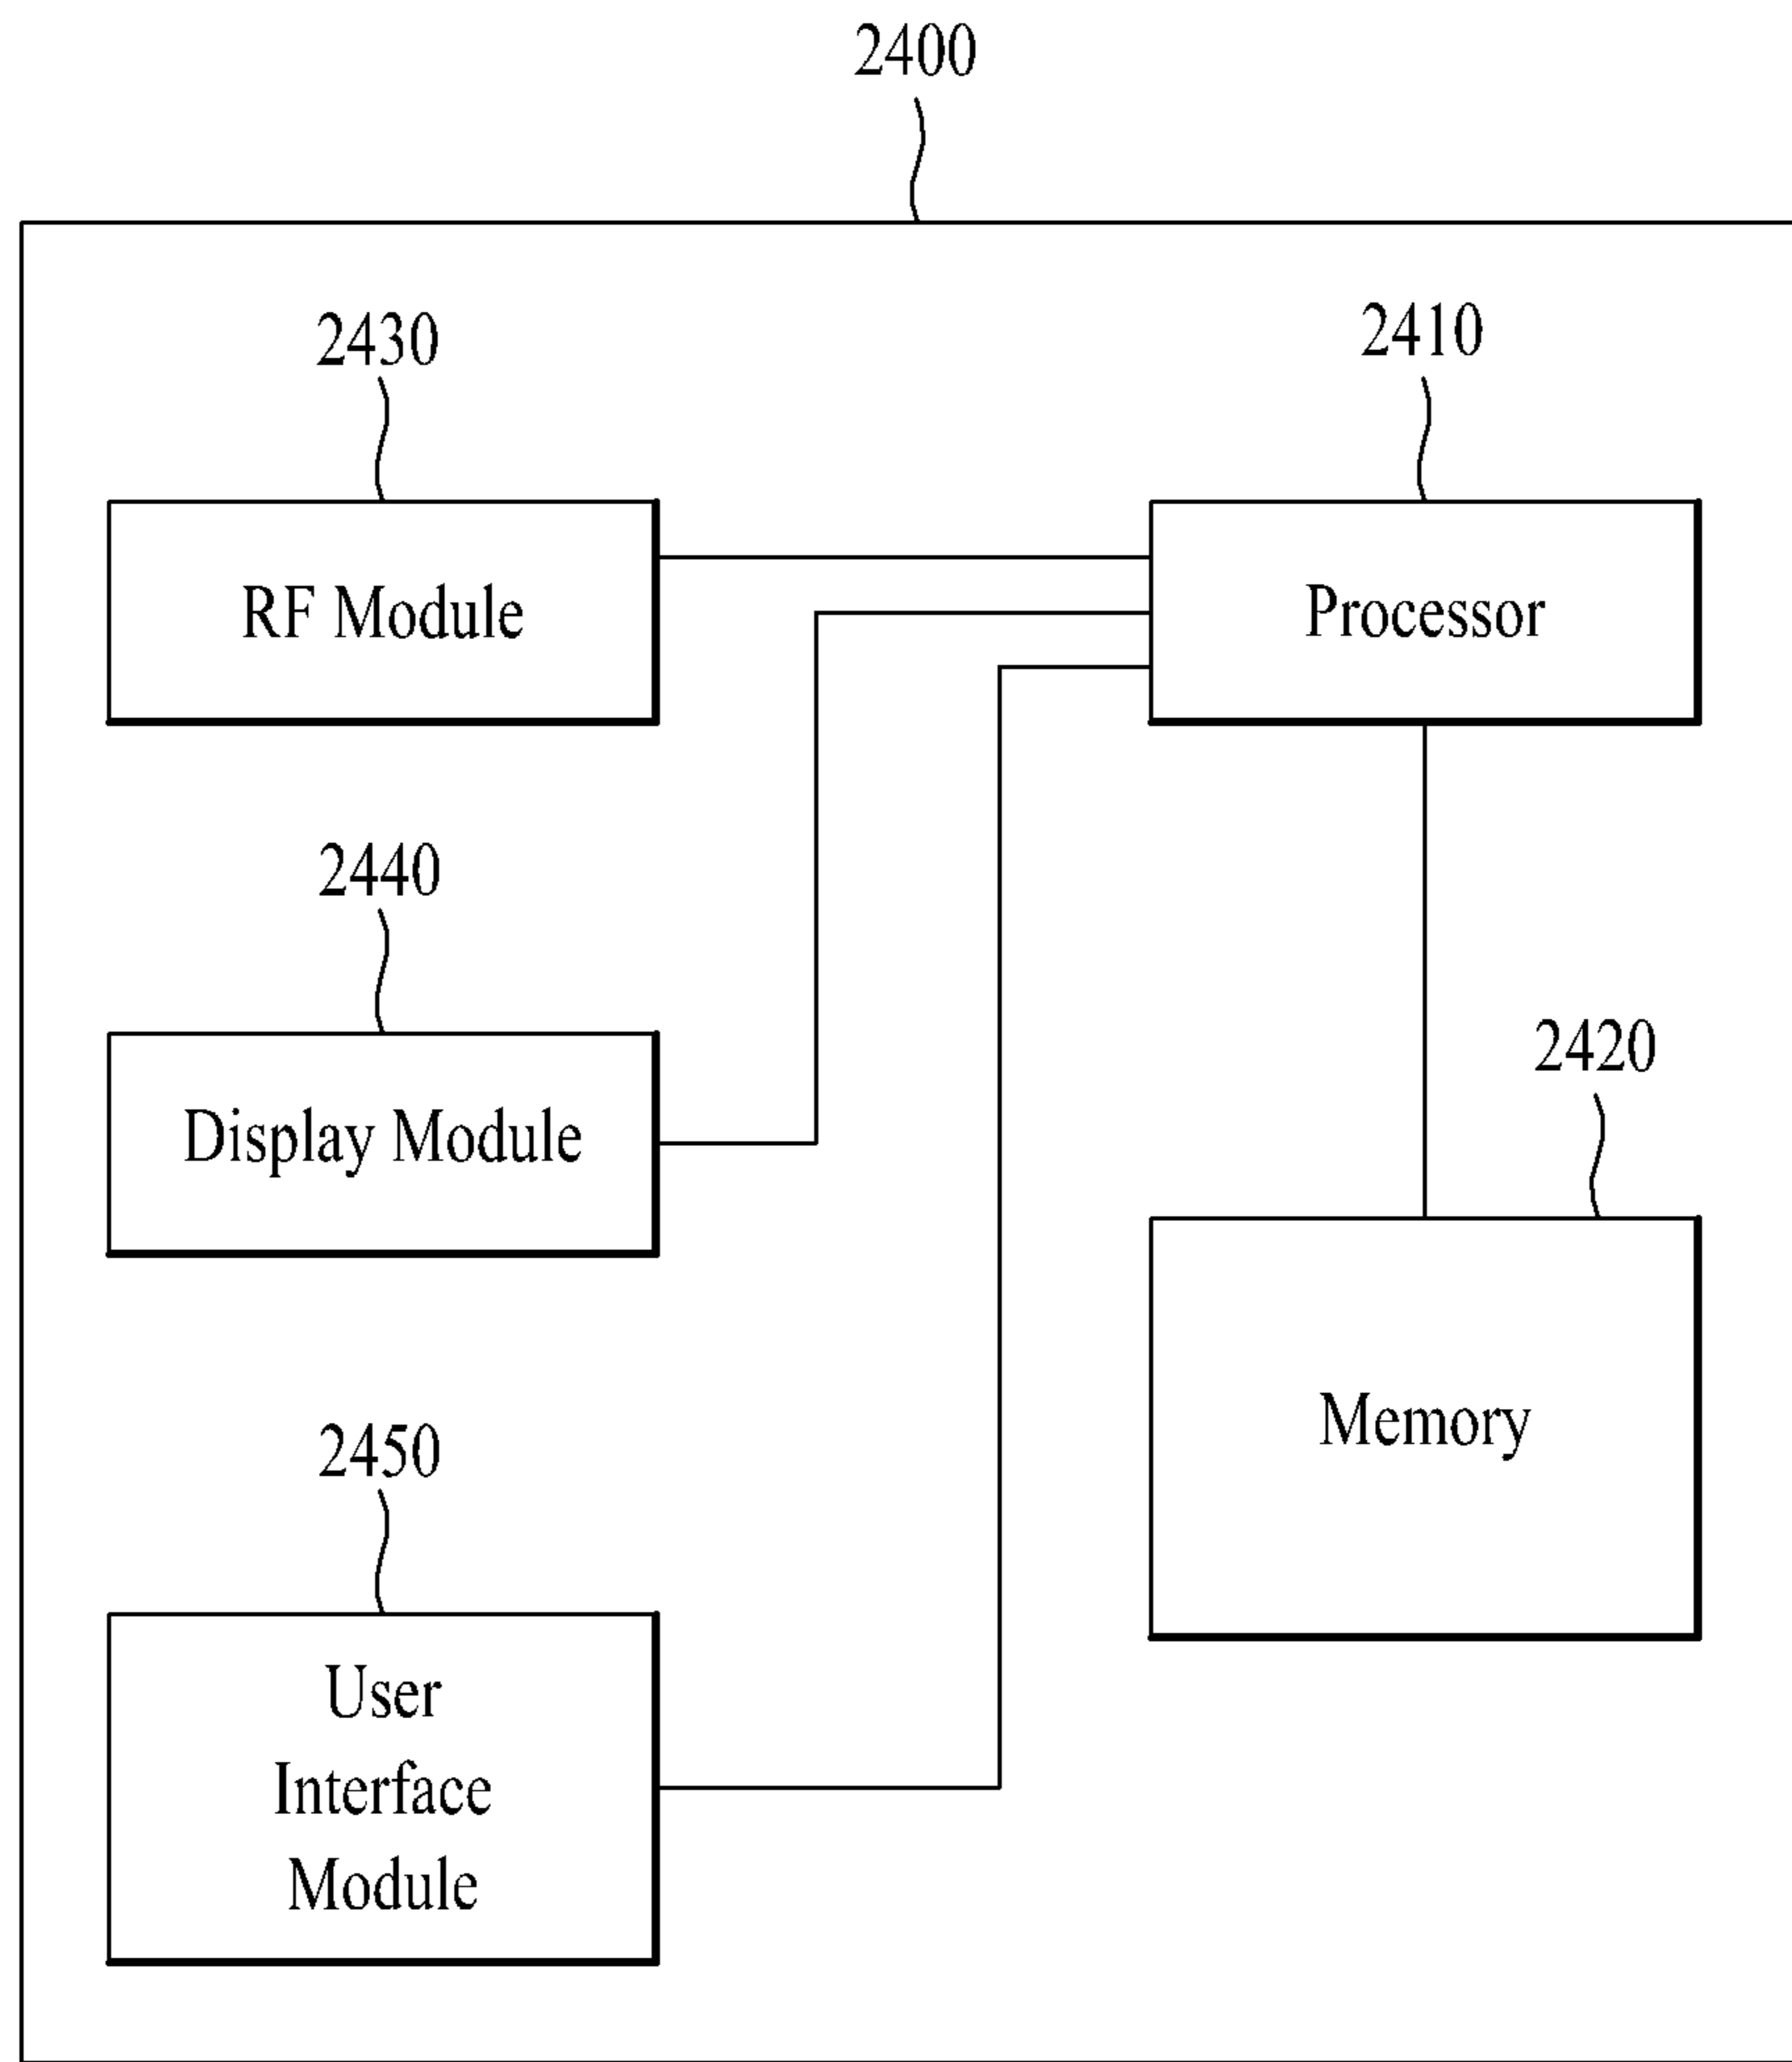 2400
2430
2410
RF Module
Processor
2440
Display Module
2420
Memory
2450
User
Interface
Module